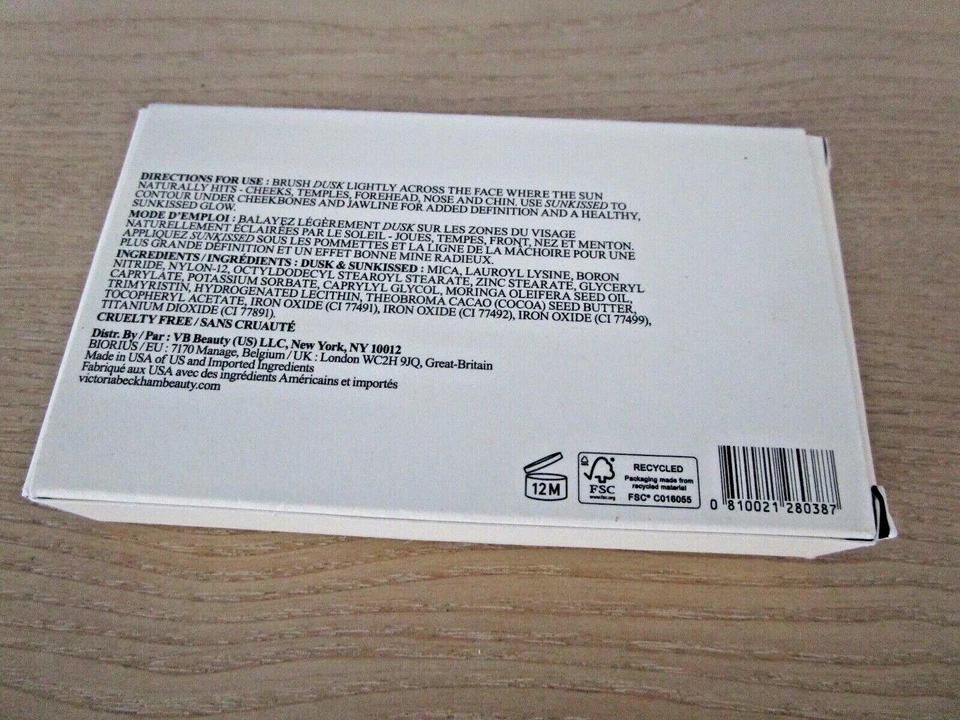 DIRECTIONS FOR USE : BRUSH DUSK LIGHTLY ACROSS THE FACE WHERE THE SUN
NATURALLY HITS - CHEEKS, TEMPLES, FOREHEAD, NOSE AND CHIN. USE SUNKISSED TO
CONTOUR UNDER CHEEKBONES AND JAWLINE FOR ADDED DEFINITION AND A HEALTHY,
SUNKISSED GLOW.
MODE D'EMPLOI : BALAYEZ LÉGÈREMENT DUSK SUR LES ZONES DU VISAGE
NATURELLEMENT ÉCLAIRÉES PAR LE SOLEIL - JOUES, TEMPES, FRONT, NEZ ET MENTON.
APPLIQUEZ SUNKISSED SOUS LES POMMETTES ET LA LIGNE DE LA MÂCHOIRE POUR UNE
PLUS GRANDE DÉFINITION ET UN EFFET BONNE MINE RADIEUX.
INGREDIENTS / INGRÉDIENTS : DUSK & SUNKISSED : MICA, LAUROYL LYSINE, BORON
NITRIDE, NYLON-12, OCTYLDODECYL STEAROYL STEARATE, ZINC STEARATE, GLYCERYL
CAPRYLATE, POTASSIUM SORBATE, CAPRYLYL GLYCOL, MORINGA OLEIFERA SEED OIL,
TRIMYRISTIN, HYDROGENATED LECITHIN, THEOBROMA CACAO (COCOA) SEED BUTTER,
TOCOPHERYL ACETATE, IRON OXIDE (CI 77491), IRON OXIDE (CI 77492), IRON OXIDE (CI 77499),
TITANIUM DIOXIDE (CI 77891).
CRUELTY FREE / SANS CRUAUTÉ
Distr. By / Par : VB Beauty (US) LLC, New York, NY 10012
BIORIUS / EU : 7170 Manage, Belgium / UK : London WC2H 9JQ, Great-Britain
Made in USA of US and Imported Ingredients
Fabriqué aux USA avec des ingrédients Américains et importés
victoriabeckhambeauty.com
12M
FSC
www.fsc.org
RECYCLED
Packaging made from
recycled material
FSC® C016055
0 810021 280387